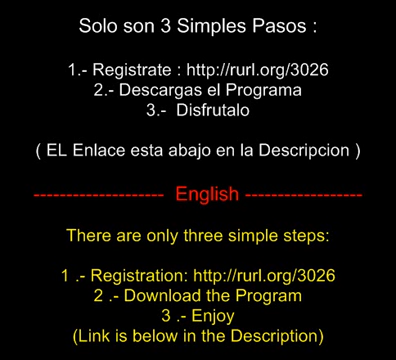 Solo son 3 Simples Pasos :
1.- Registrate : http://rurl.org/3026
2.- Descargas el Programa
3.- Disfrutalo
( EL Enlace esta abajo en la Descripcion )
-------------------- English ------------------
There are only three simple steps:
1 .- Registration: http://rurl.org/3026
2 .- Download the Program
3 .- Enjoy
(Link is below in the Description)